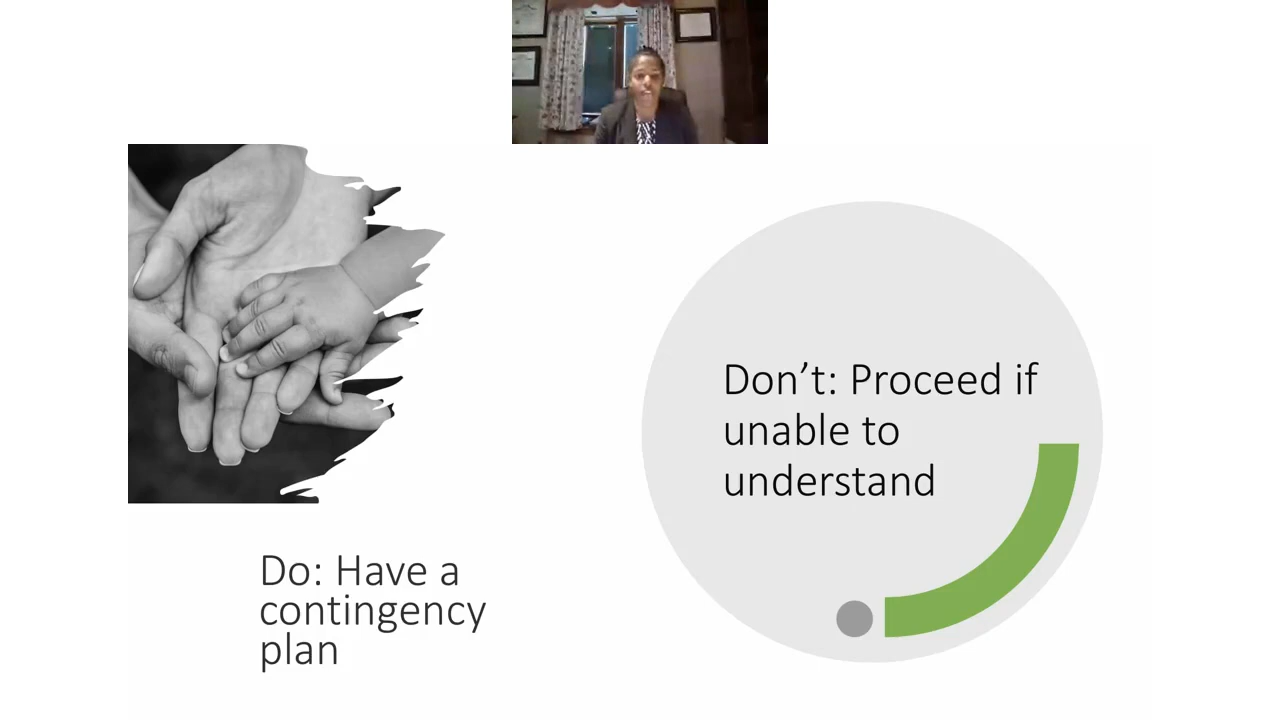 Don’t: Proceed if
unable to
understand
Do: Have a
contingency
plan